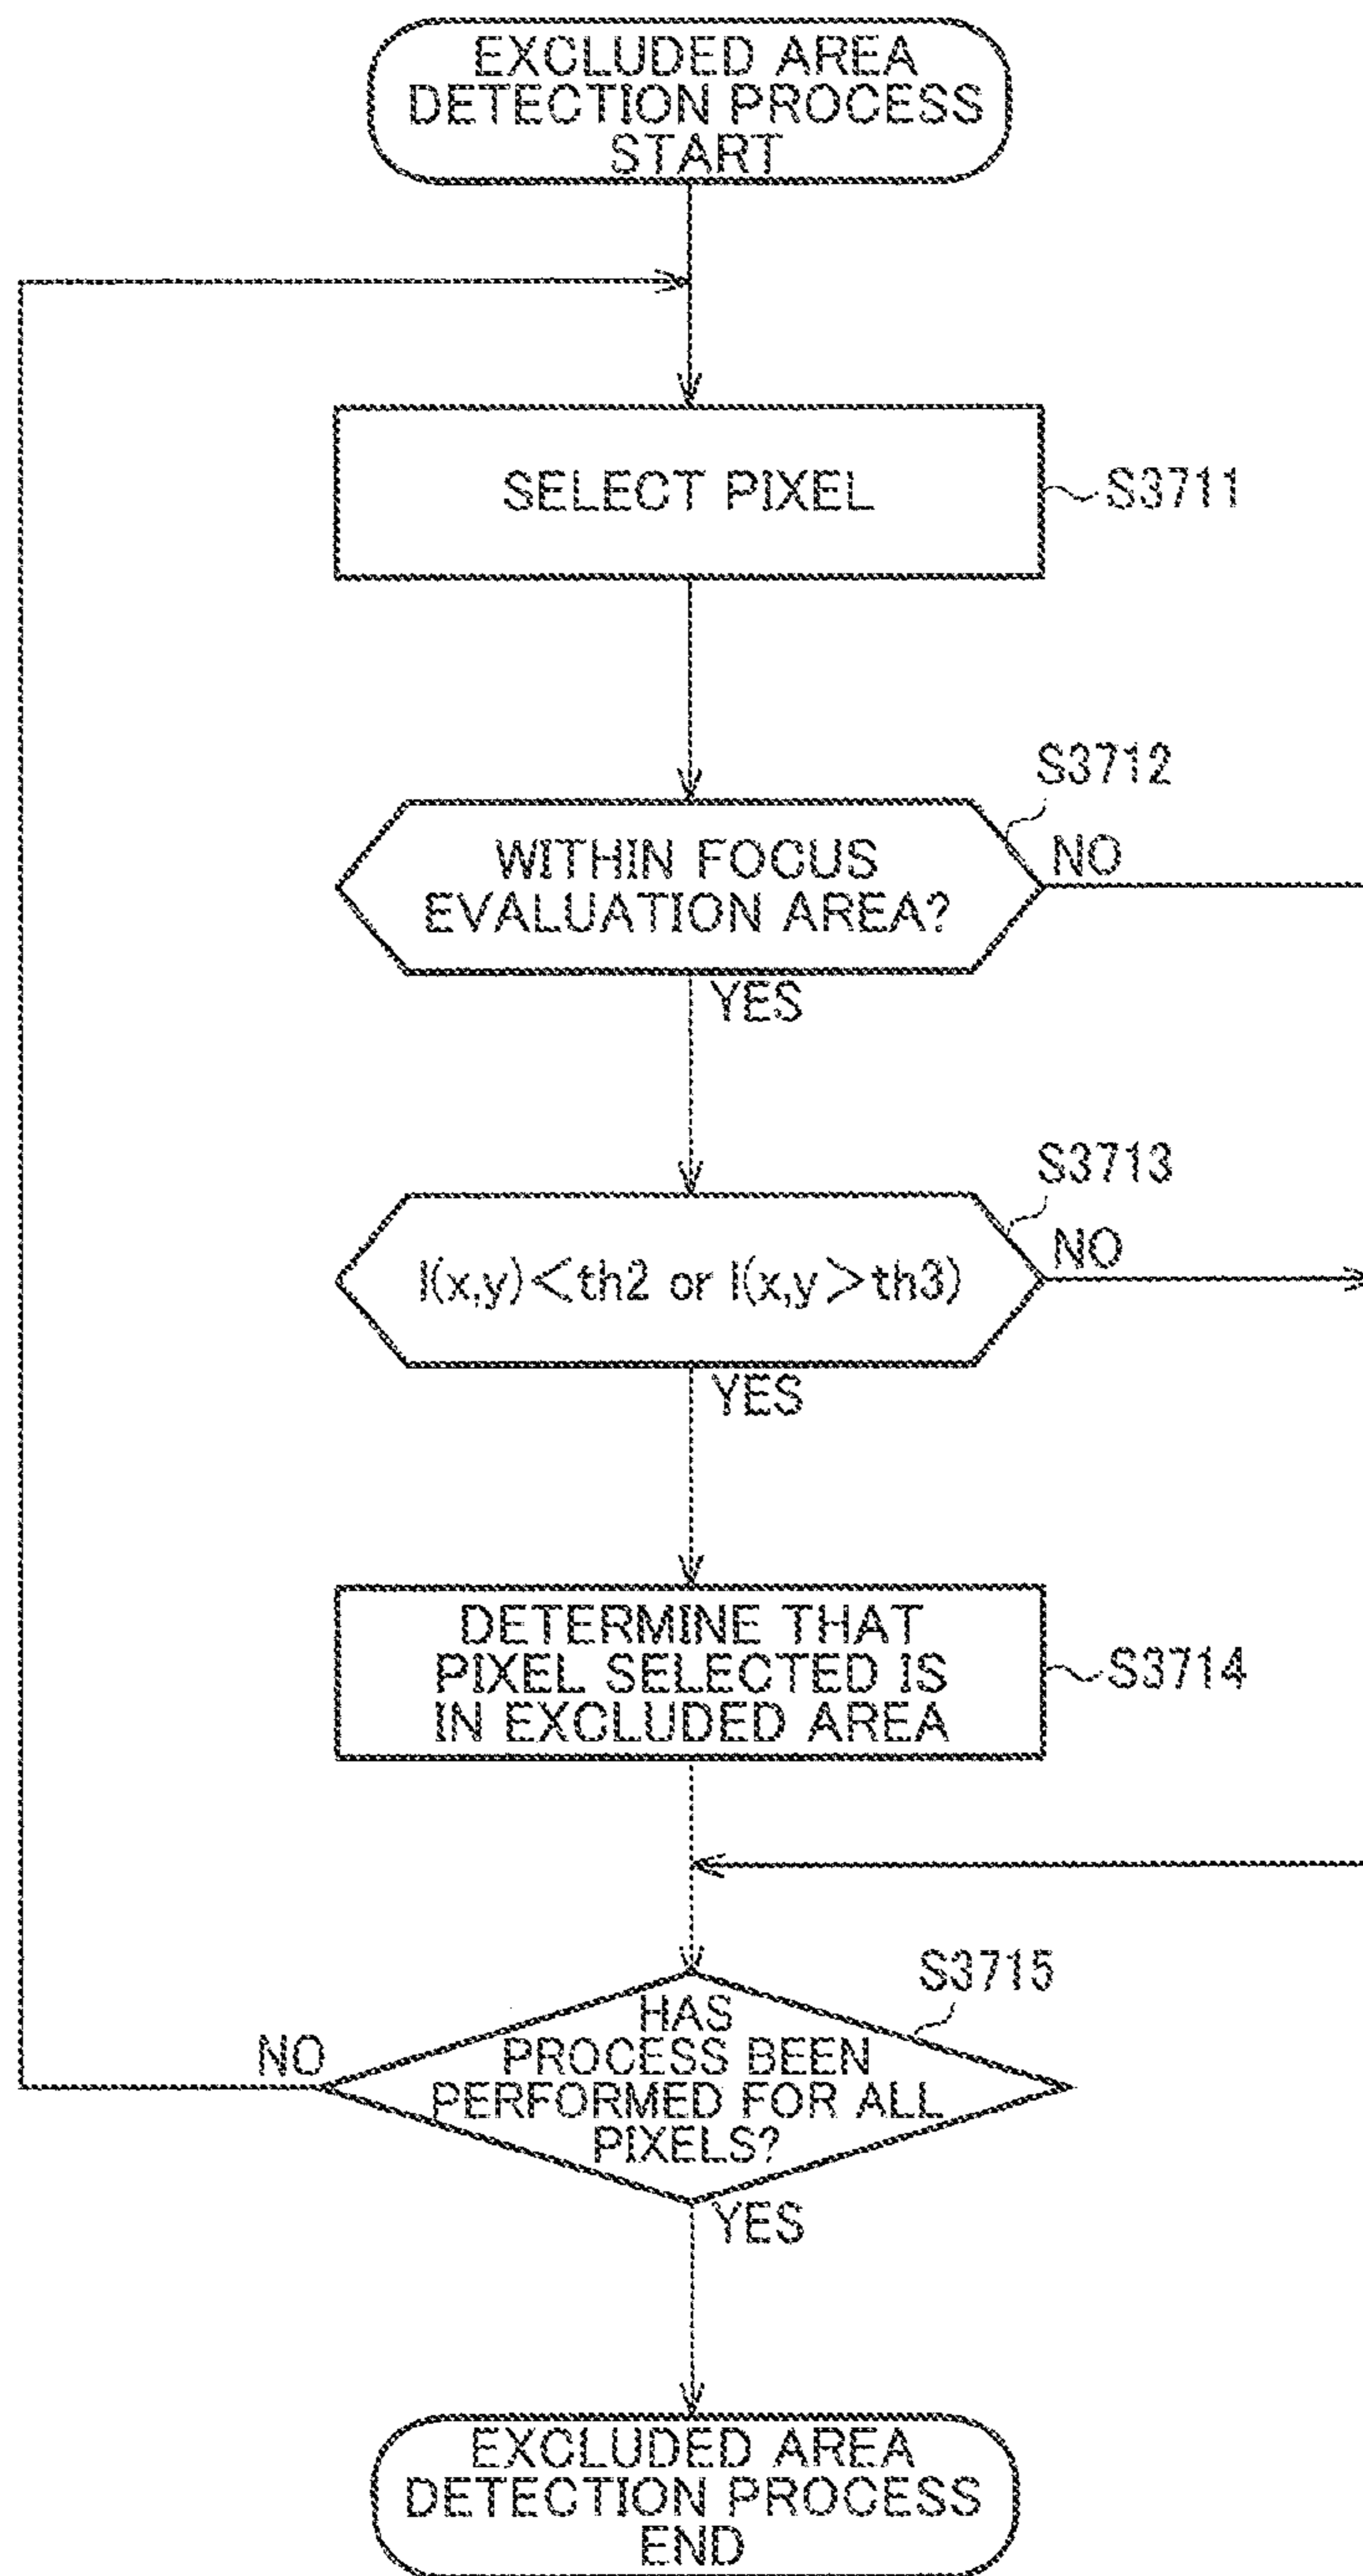 EXCLUDED AREA
DETECTION PROCESS
START
SELECT PIXEL
S3711
S3712
WITHIN FOCUS
EVALUATION AREA?
NO
YES
S3713
I(x,y)<th2 or I(x,y>th3)
NO
YES
DETERMINE THAT
PIXEL SELECTED IS
IN EXCLUDED AREA
S3714
S3715
HAS
PROCESS BEEN
PERFORMED FOR ALL
PIXELS?
NO
YES
EXCLUDED AREA
DETECTION PROCESS
END